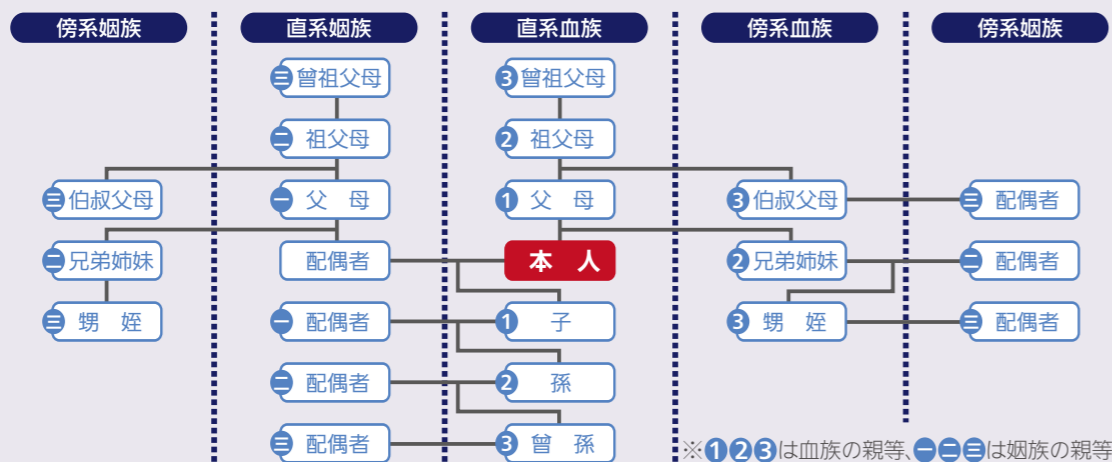 傍系姻族 直系姻族 直系血族 傍系血族 傍系姻族
三 曾祖父母 3 曾祖父母
二 祖父母 2 祖父母
三 伯叔父母 一 父 母 1 父 母 3 伯叔父母 三 配偶者
二 兄弟姉妹 配偶者 本 人 2 兄弟姉妹 二 配偶者
三 甥 姪 一 配偶者 1 子 3 甥 姪 三 配偶者
二 配偶者 2 孫
三 配偶者 3 曾 孫
※123は血族の親等、一二三は姻族の親等